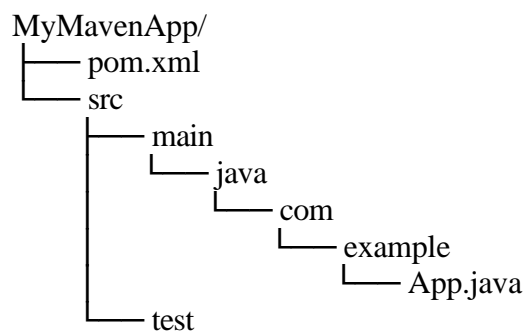 MyMavenApp/
pom.xml
src
main
java
com
example
App.java
test